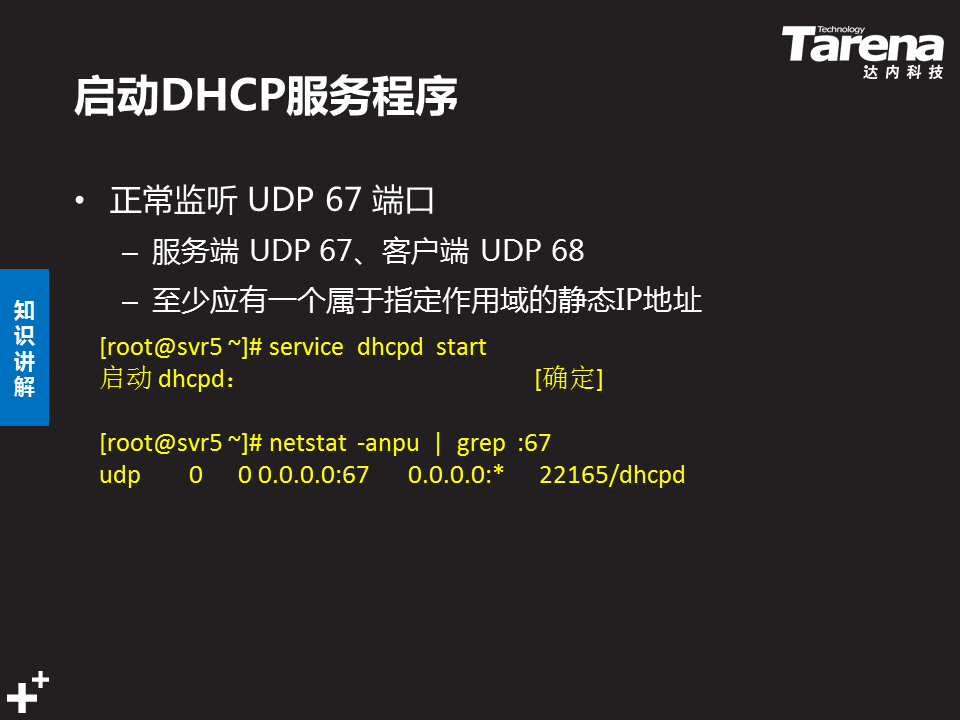 Technology
Tarena
达内科技
启动DHCP服务程序
• 正常监听 UDP 67 端口
– 服务端 UDP 67、客户端 UDP 68
– 至少应有一个属于指定作用域的静态IP地址
知识讲解
[root@svr5 ~]# service dhcpd start
启动 dhcpd： [确定]
[root@svr5 ~]# netstat -anpu | grep :67
udp 0 0 0.0.0.0:67 0.0.0.0:* 22165/dhcpd